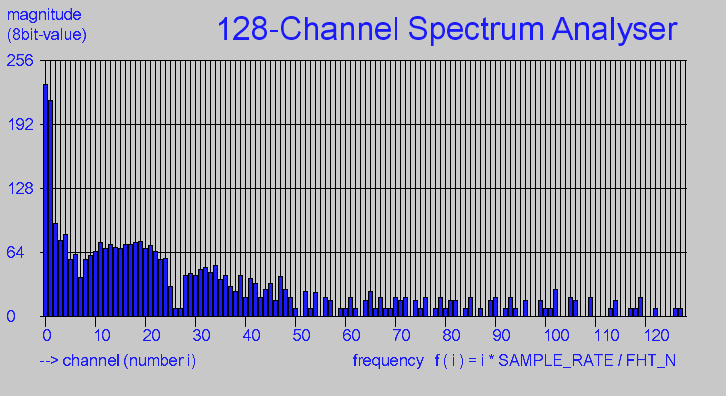 magnitude
(8bit-value)
128-Channel Spectrum Analyser
256
192
128
64
0
0 10 20 30 40 50 60 70 80 90 100 110 120
--> channel (number i)
frequency f ( i ) = i * SAMPLE_RATE / FHT_N